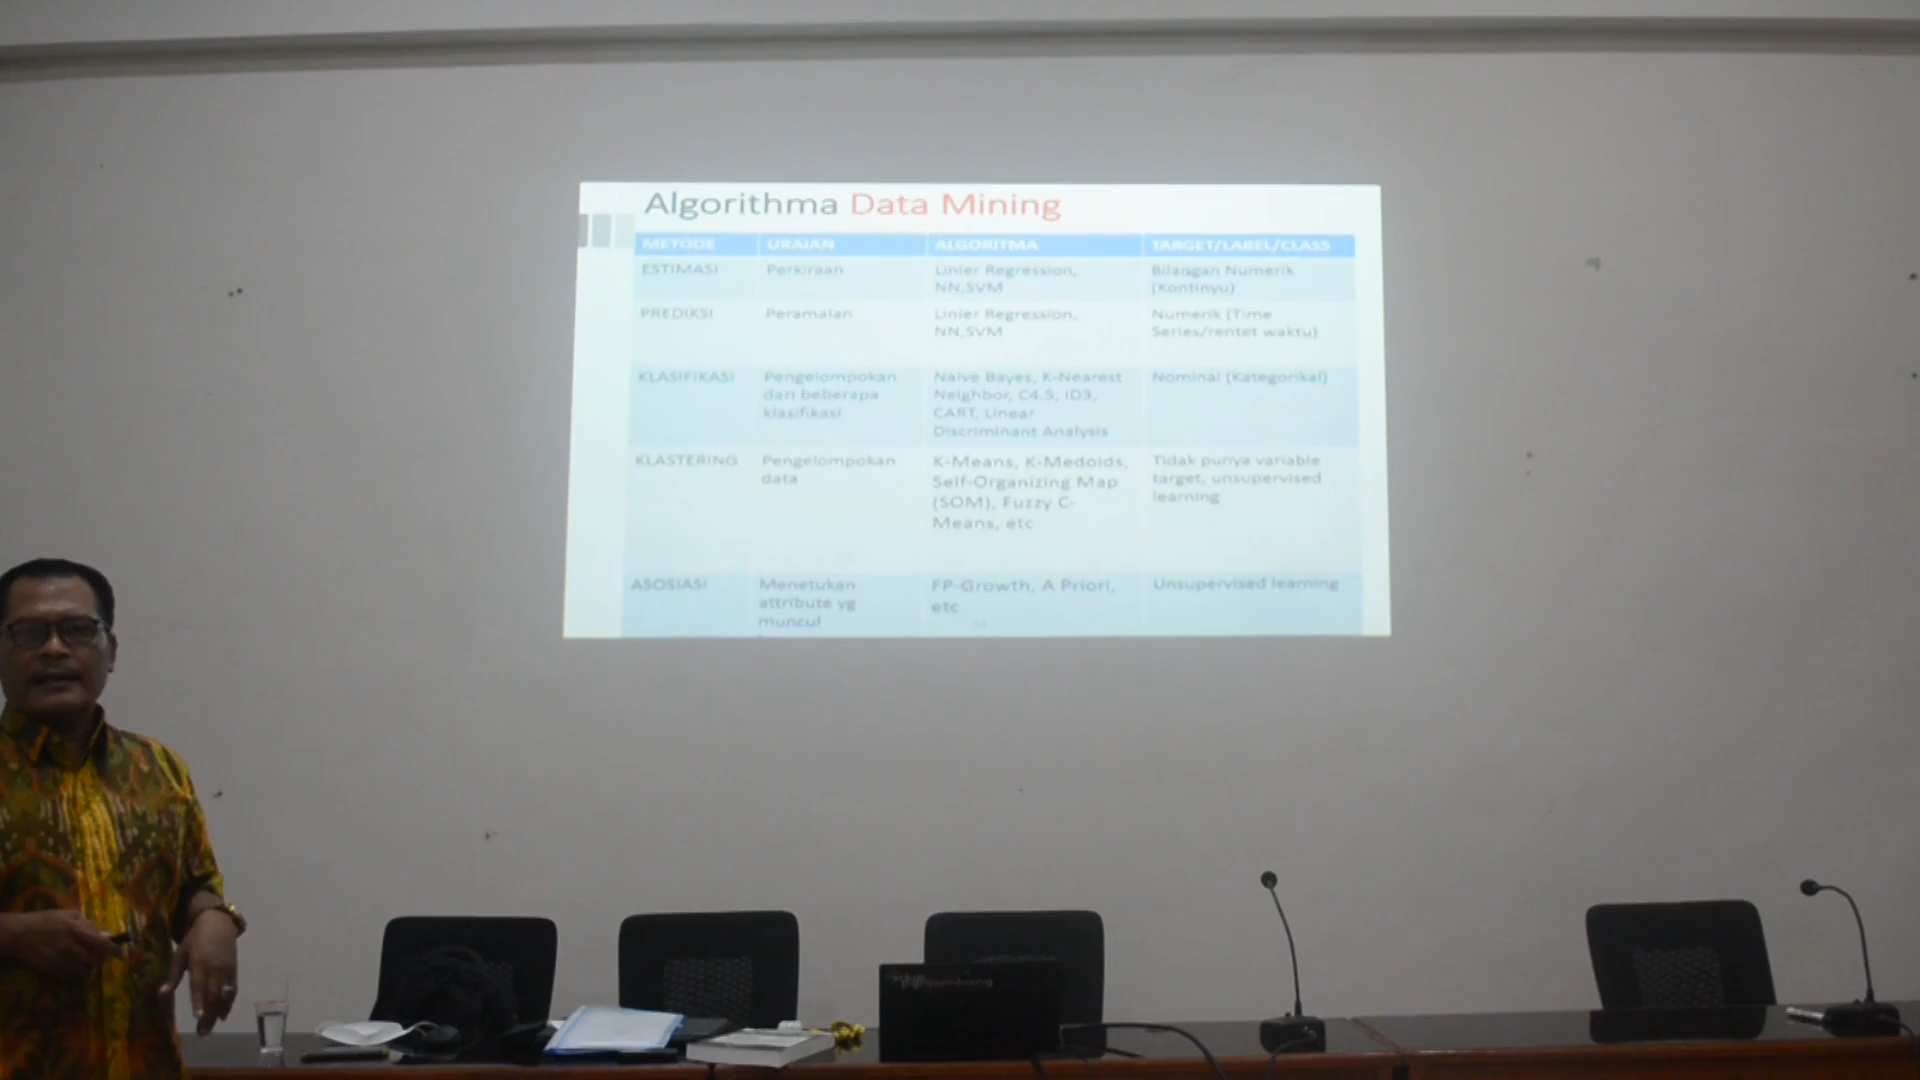 Algorithma Data Mining
METODE URAIAN ALGORITMA TARGET/LABEL/CLASS
ESTIMASI Perkiraan Linier Regression, Bilangan Numerik
NN,SVM (Kontinyu)
PREDIKSI Peramalan Linier Regression, Numerik (Time
NN,SVM Series/rentet waktu)
KLASIFIKASI Pengelompokan Naive Bayes, K-Nearest Nominal (Kategorikal)
dari beberapa Neighbor, C4.5, ID3,
klasifikasi CART, Linear
Discriminant Analysis
KLASTERING Pengelompokan K-Means, K-Medoids, Tidak punya variable
data Self-Organizing Map target, unsupervised
(SOM), Fuzzy C- learning
Means, etc
ASOSIASI Menetukan FP-Growth, A Priori, Unsupervised learning
attribute yg etc
muncul